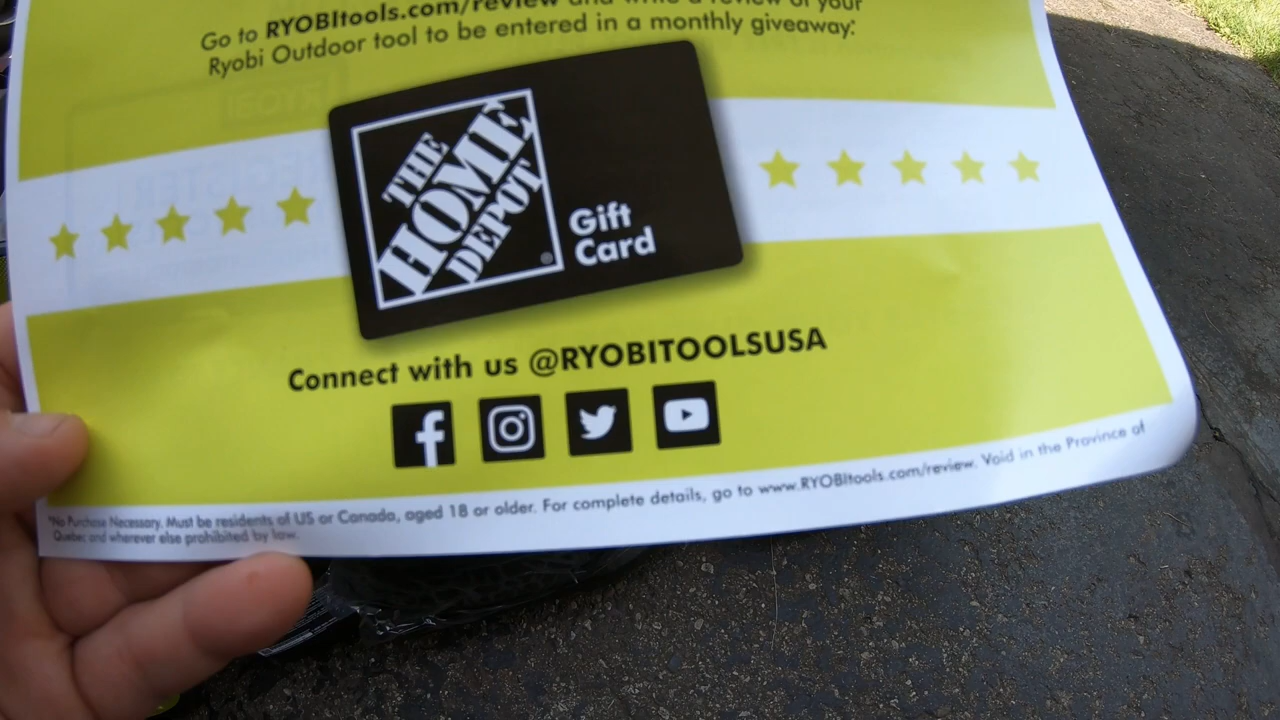 Go to RYOBItools.com/review and write a review of your
Ryobi Outdoor tool to be entered in a monthly giveaway.*
THE
HOME
DEPOT
®
Gift
Card
Connect with us @RYOBITOOLSUSA
*No Purchase Necessary. Must be residents of US or Canada, aged 18 or older. For complete details, go to www.RYOBItools.com/review. Void in the Province of
Quebec and wherever else prohibited by law.